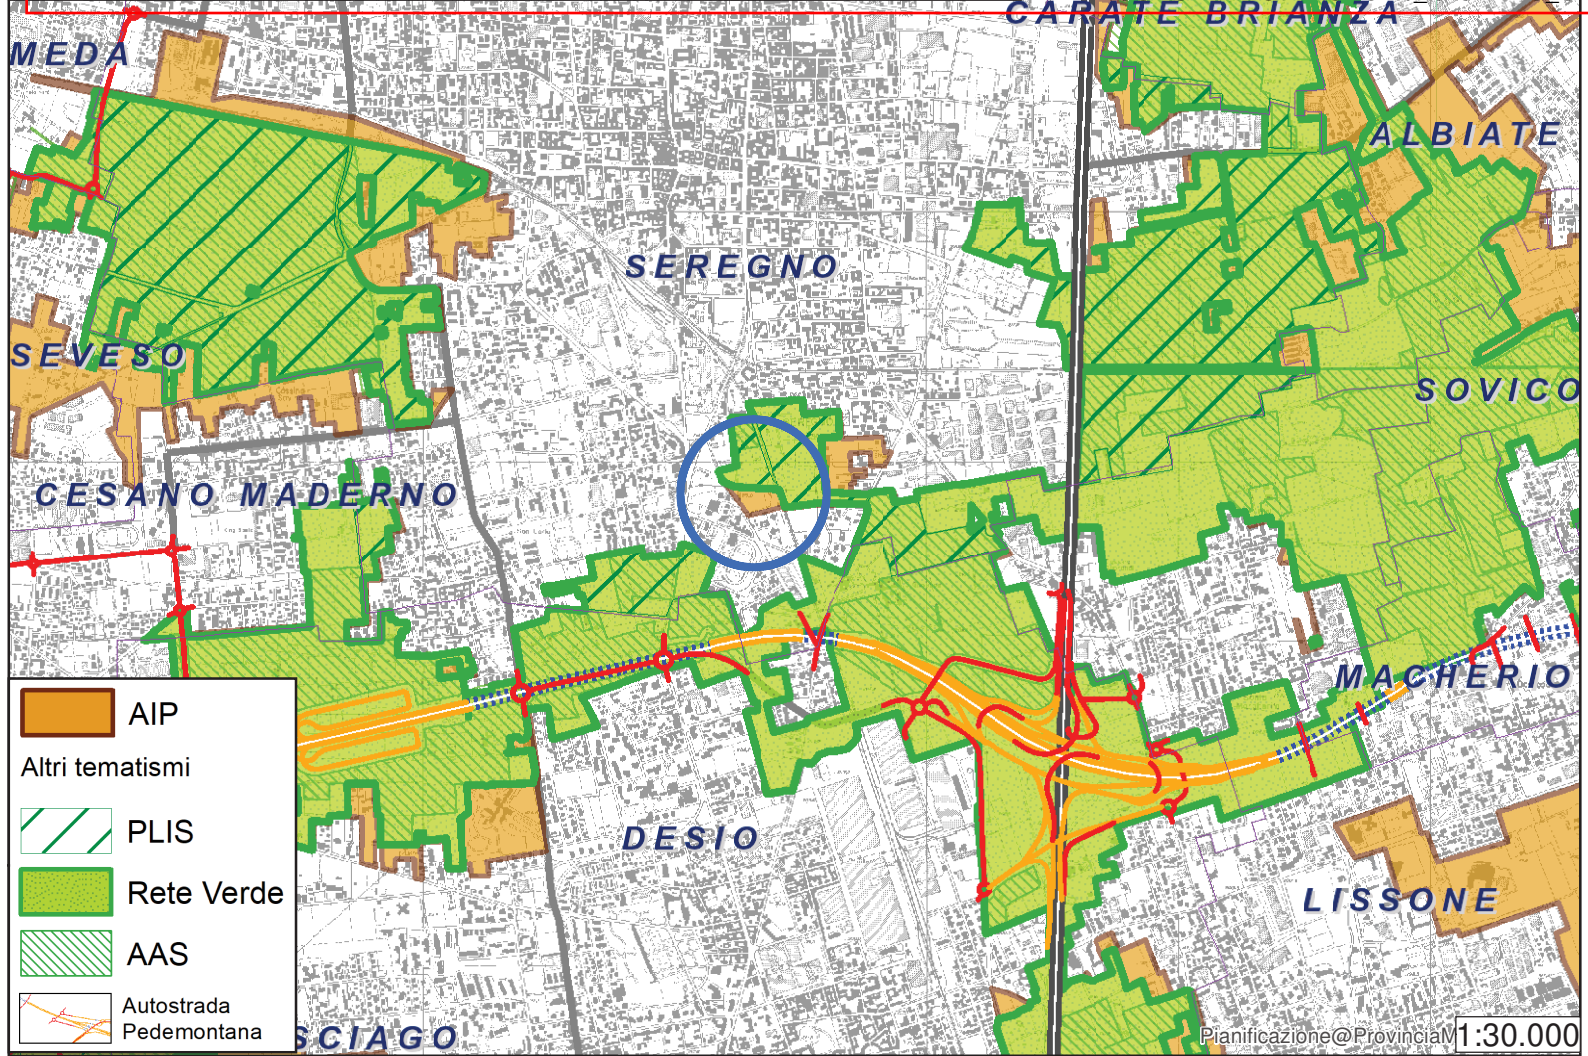 CARATE BRIANZA
MEDA
ALBIATE
SEREGNO
SEVESO
SOVICO
CESANO MADERNO
MACHERIO
AIP
Altri tematismi
PLIS
DESIO
Rete Verde
LISSONE
AAS
Autostrada
Pedemontana
SCIAGO
Pianificazione@ProvinciaM
1:30.000